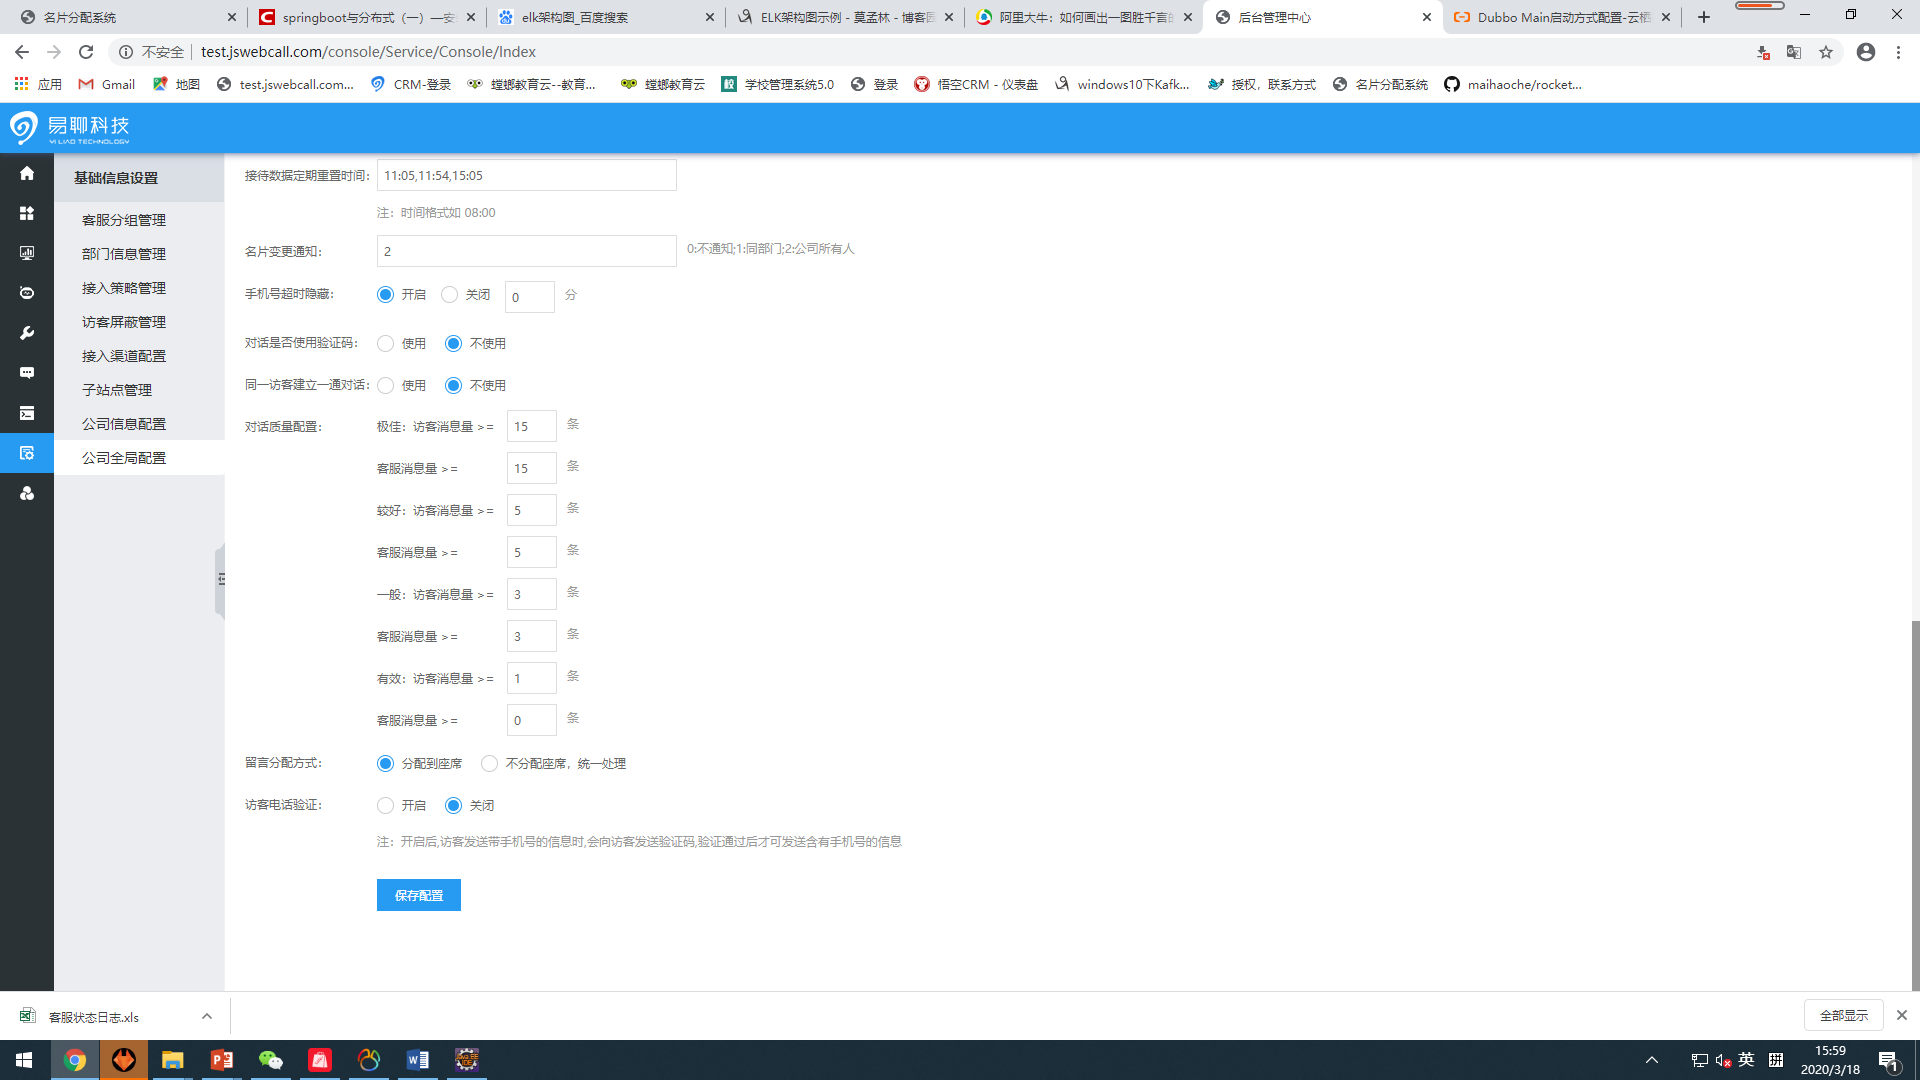 名片分配系统
springboot与分布式（一）—安
elk架构图_百度搜索
ELK架构图示例 - 莫孟林 - 博客园
阿里大牛：如何画出一图胜千言的
后台管理中心
Dubbo Main启动方式配置-云栖
不安全
test.jswebcall.com/console/Service/Console/Index
应用
Gmail
地图
test.jswebcall.com...
CRM-登录
螳螂教育云--教育...
螳螂教育云
学校管理系统5.0
登录
悟空CRM - 仪表盘
windows10下Kafk...
授权，联系方式
名片分配系统
maihaoche/rocket...
易聊科技
YI LIAO TECHNOLOGY
基础信息设置
客服分组管理
部门信息管理
接入策略管理
访客屏蔽管理
接入渠道配置
子站点管理
公司信息配置
公司全局配置
接待数据定期重置时间： 11:05,11:54,15:05
注：时间格式如 08:00
名片变更通知： 2 0:不通知;1:同部门;2:公司所有人
手机号超时隐藏： 开启 关闭 0 分
对话是否使用验证码： 使用 不使用
同一访客建立一通对话： 使用 不使用
对话质量配置： 极佳：访客消息量 >= 15 条
客服消息量 >= 15 条
较好：访客消息量 >= 5 条
客服消息量 >= 5 条
一般：访客消息量 >= 3 条
客服消息量 >= 3 条
有效：访客消息量 >= 1 条
客服消息量 >= 0 条
留言分配方式： 分配到座席 不分配座席，统一处理
访客电话验证： 开启 关闭
注：开启后,访客发送带手机号的信息时,会向访客发送验证码,验证通过后才可发送含有手机号的信息
保存配置
客服状态日志.xls
全部显示
英
拼
15:59
2020/3/18
1